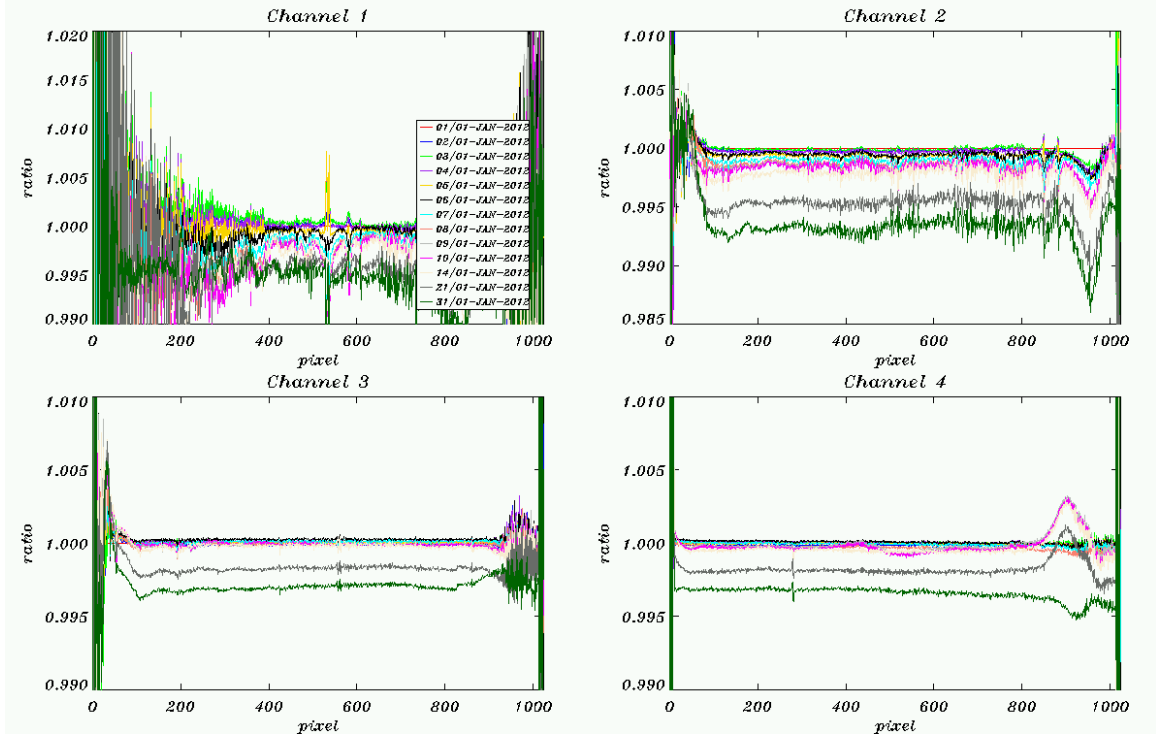 Channel 1
1.020
1.015
1.010
1.005
1.000
0.995
0.990
ratio
0 200 400 600 800 1000
pixel
01/01-JAN-2012
02/01-JAN-2012
03/01-JAN-2012
04/01-JAN-2012
05/01-JAN-2012
06/01-JAN-2012
07/01-JAN-2012
08/01-JAN-2012
09/01-JAN-2012
10/01-JAN-2012
14/01-JAN-2012
21/01-JAN-2012
31/01-JAN-2012
Channel 2
1.010
1.005
1.000
0.995
0.990
0.985
ratio
0 200 400 600 800 1000
pixel
Channel 3
1.010
1.005
1.000
0.995
0.990
ratio
0 200 400 600 800 1000
pixel
Channel 4
1.010
1.005
1.000
0.995
0.990
ratio
0 200 400 600 800 1000
pixel